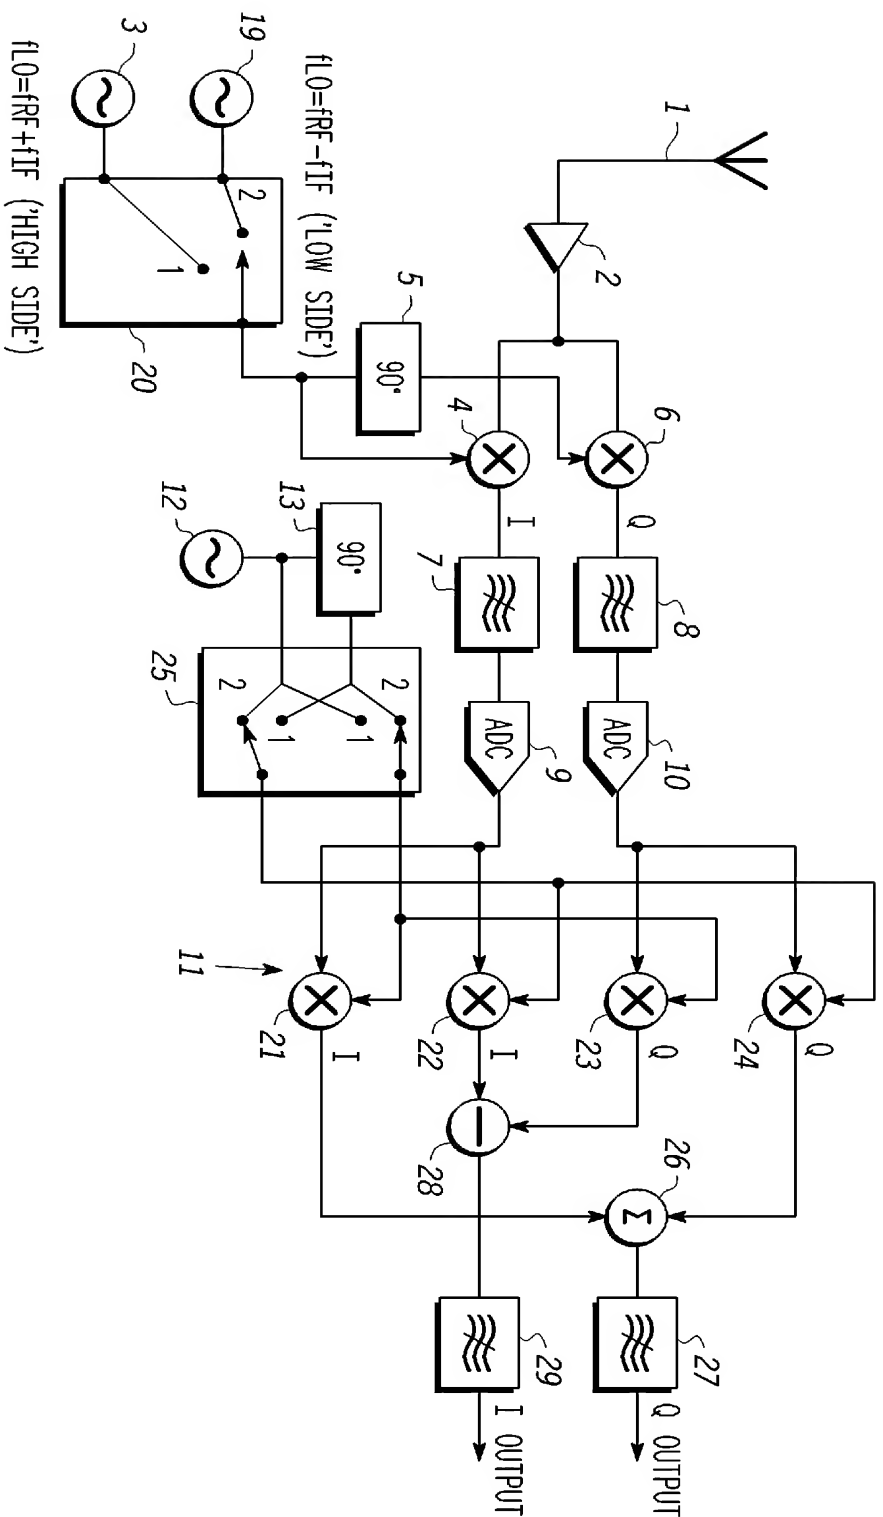 Q
24
27
1
8
10
26
6
Q
Q OUTPUT
Q
ADC
Σ
2
23
9
29
I
I
I OUTPUT
ADC
4
7
22
28
5
90°
2
1
90°
I
fLO=fRF-fIF ('LOW SIDE')
13
1
21
19
2
2
11
1
12
25
3
20
fLO=fRF+fIF ('HIGH SIDE')